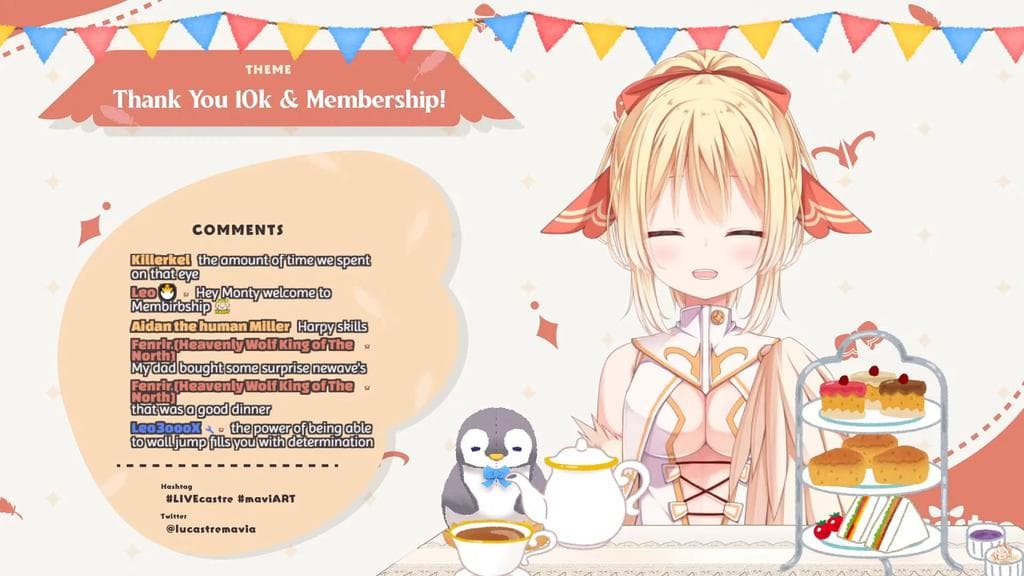 THEME
Thank You 10k & Membership!
COMMENTS
Killerkei the amount of time we spent
on that eye
Leo Hey Monty welcome to
Membirbship
Aidan the human Miller Harpy skills
Fenrir(Heavenly Wolf King of The
North)
My dad bought some surprise newave's
Fenrir(Heavenly Wolf King of The
North)
that was a good dinner
Leo3oooX the power of being able
to wall jump fills you with determination
Hashtag
#LIVEcastre #maviART
Twitter
@lucastremavia